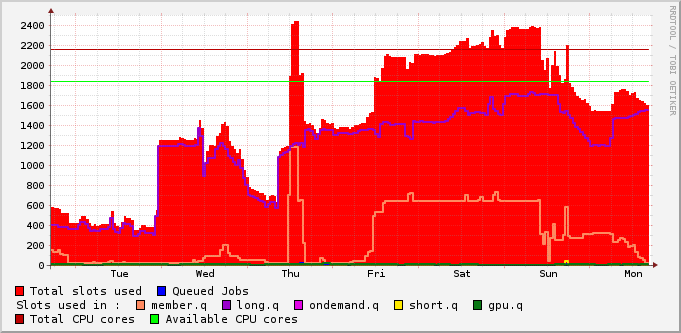 RRDTOOL / TOBI OETIKER
2400
2200
2000
1800
1600
1400
1200
1000
800
600
400
200
0
Tue Wed Thu Fri Sat Sun Mon
Total slots used Queued Jobs
Slots used in : member.q long.q ondemand.q short.q gpu.q
Total CPU cores Available CPU cores